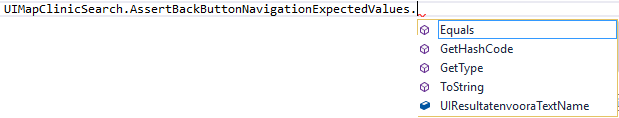 UIMapClinicSearch.AssertBackButtonNavigationExpectedValues.
Equals
GetHashCode
GetType
ToString
UIResultatenvooraTextName